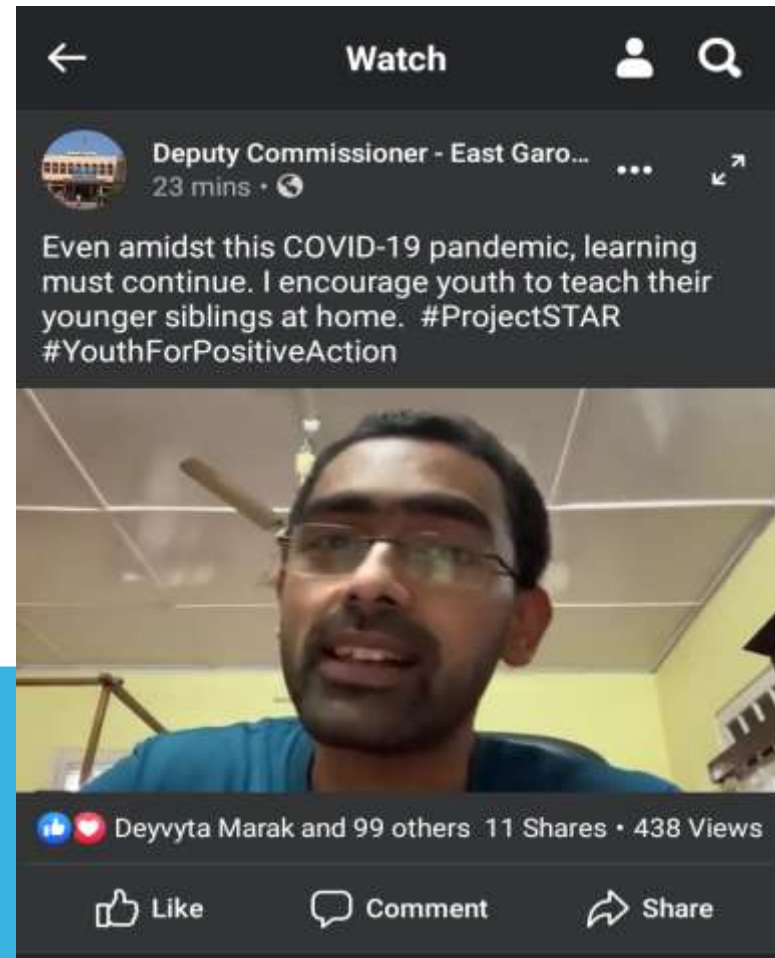 Watch
Deputy Commissioner - East Garo...
23 mins ·
Even amidst this COVID-19 pandemic, learning
must continue. I encourage youth to teach their
younger siblings at home. #ProjectSTAR
#YouthForPositiveAction
Deyvyta Marak and 99 others 11 Shares • 438 Views
Like Comment Share